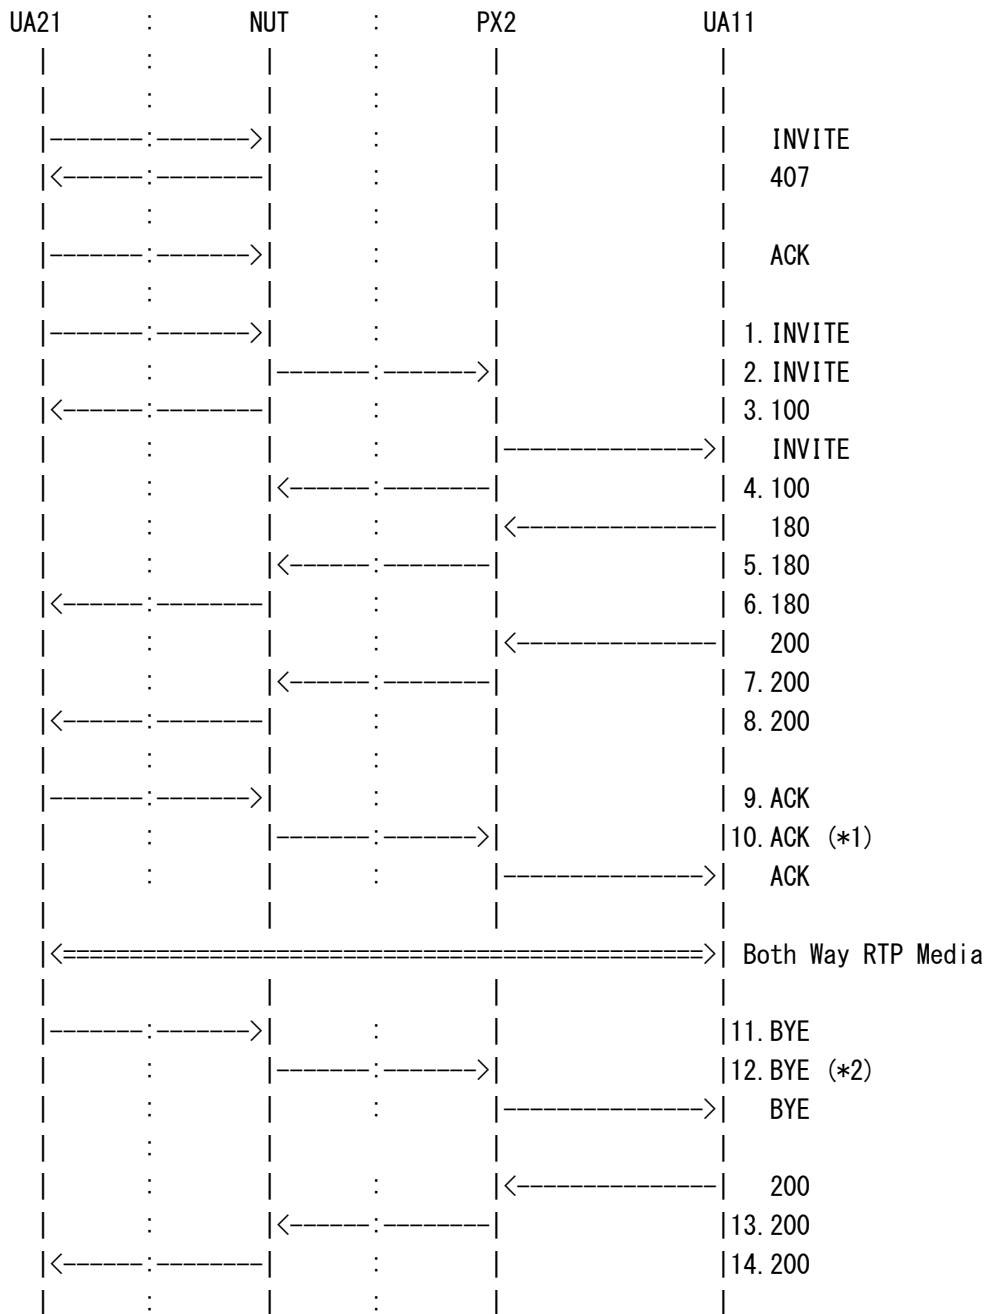 UA21 : NUT : PX2 UA11
| : | : | |
| : | : | |
|-------:------->| : | | INVITE
|<------:--------| : | | 407
| : | : | |
|-------:------->| : | | ACK
| : | : | |
|-------:------->| : | | 1.INVITE
| : |-------:------->| | 2.INVITE
|<------:--------| : | | 3.100
| : | : |--------------->| INVITE
| : |<------:--------| | 4.100
| : | : |<---------------| 180
| : |<------:--------| | 5.180
|<------:--------| : | | 6.180
| : | : |<---------------| 200
| : |<------:--------| | 7.200
|<------:--------| : | | 8.200
| : | : | |
|-------:------->| : | | 9.ACK
| : |-------:------->| |10.ACK (*1)
| : | : |--------------->| ACK
| | | |
|<================================================>| Both Way RTP Media
| | | |
|-------:------->| : | |11.BYE
| : |-------:------->| |12.BYE (*2)
| : | : |--------------->| BYE
| : | | |
| : | : |<---------------| 200
| : |<------:--------| |13.200
|<------:--------| : | |14.200
| : | : | |